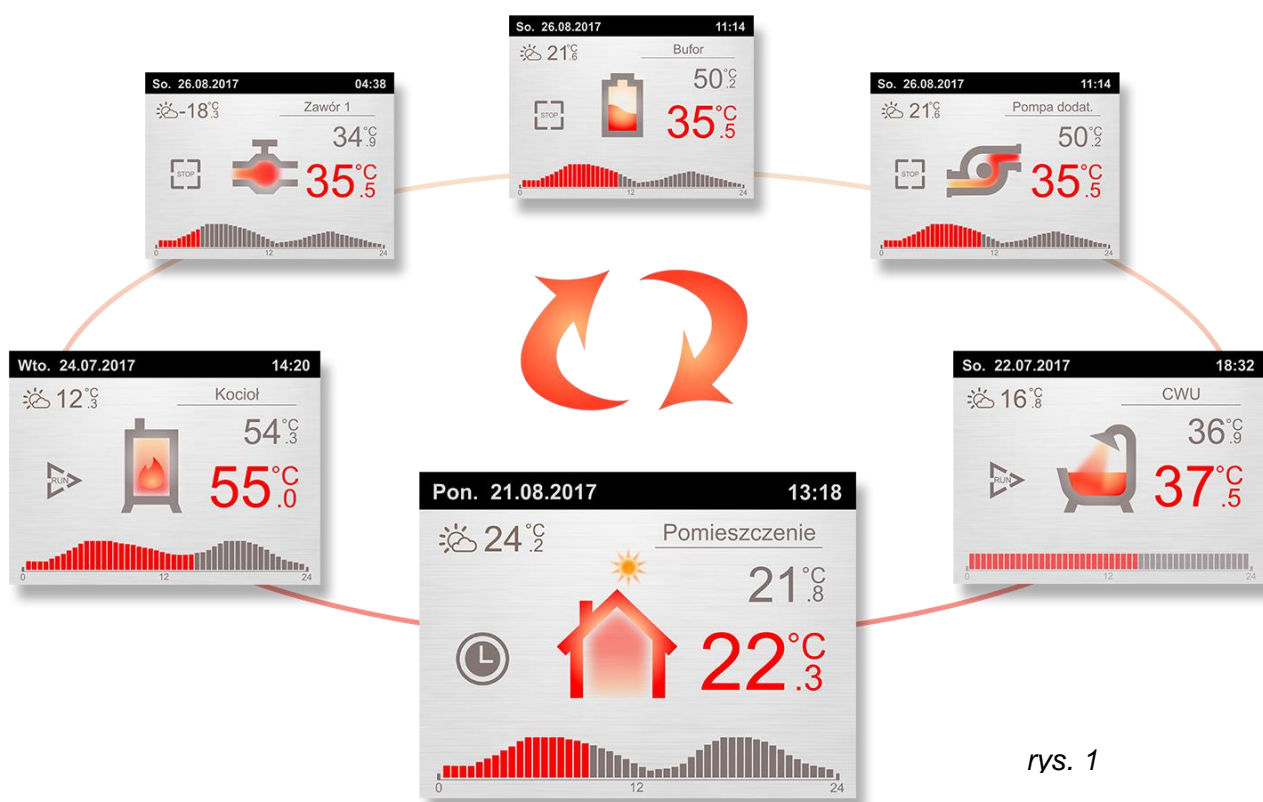 So. 26.08.2017 11:14
21°C.6
Bufor
50°C.2
STOP
35°C.5
0 12 24
So. 26.08.2017 04:38
-18°C.3
Zawór 1
34°C.9
STOP
35°C.5
0 12 24
So. 26.08.2017 11:14
21°C.6
Pompa dodat.
50°C.2
STOP
35°C.5
0 12 24
Wto. 24.07.2017 14:20
12°C.3
Kocioł
54°C.3
RUN
55°C.0
0 12 24
So. 22.07.2017 18:32
16°C.8
CWU
36°C.9
RUN
37°C.5
0 12 24
Pon. 21.08.2017 13:18
24°C.2
Pomieszczenie
21°C.8
22°C.3
0 12 24
rys. 1